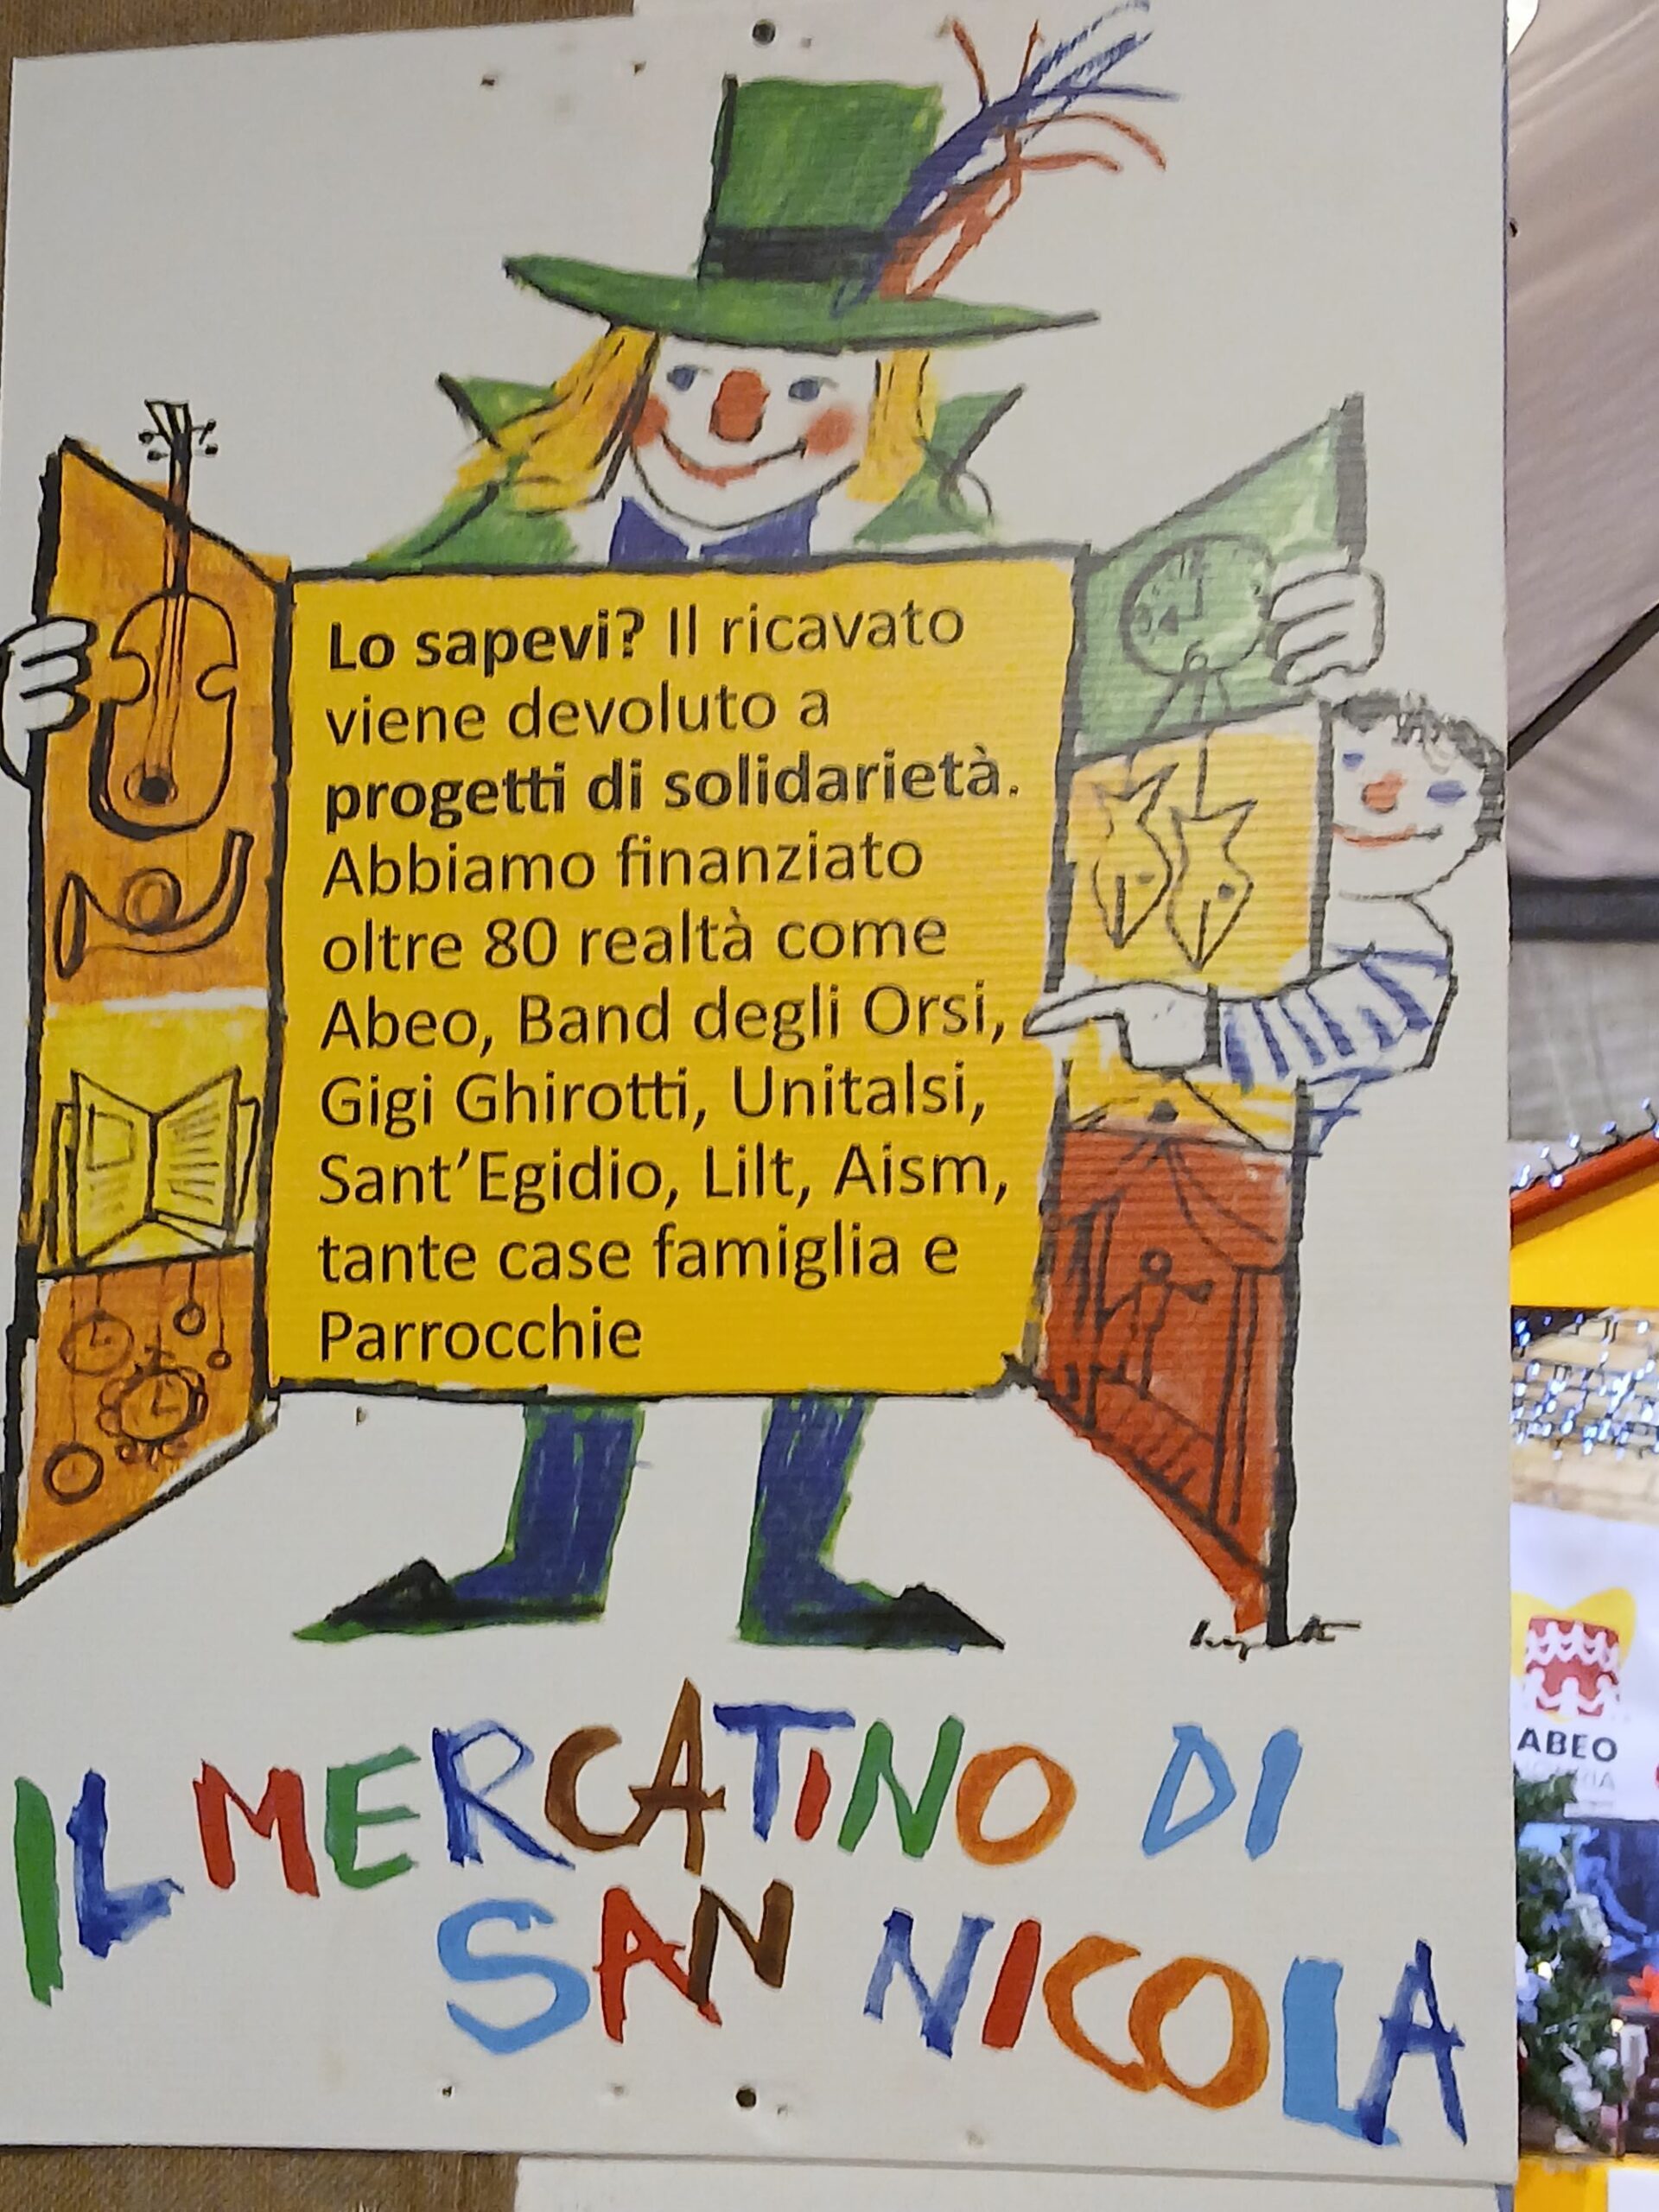 Lo sapevi? Il ricavato
viene devoluto a
progetti di solidarietà.
Abbiamo finanziato
oltre 80 realtà come
Abeo, Band degli Orsi,
Gigi Ghirotti, Unitalsi,
Sant'Egidio, Lilt, Aism,
tante case famiglia e
Parrocchie
IL MERCATINO DI
SAN NICOLA
ABEO